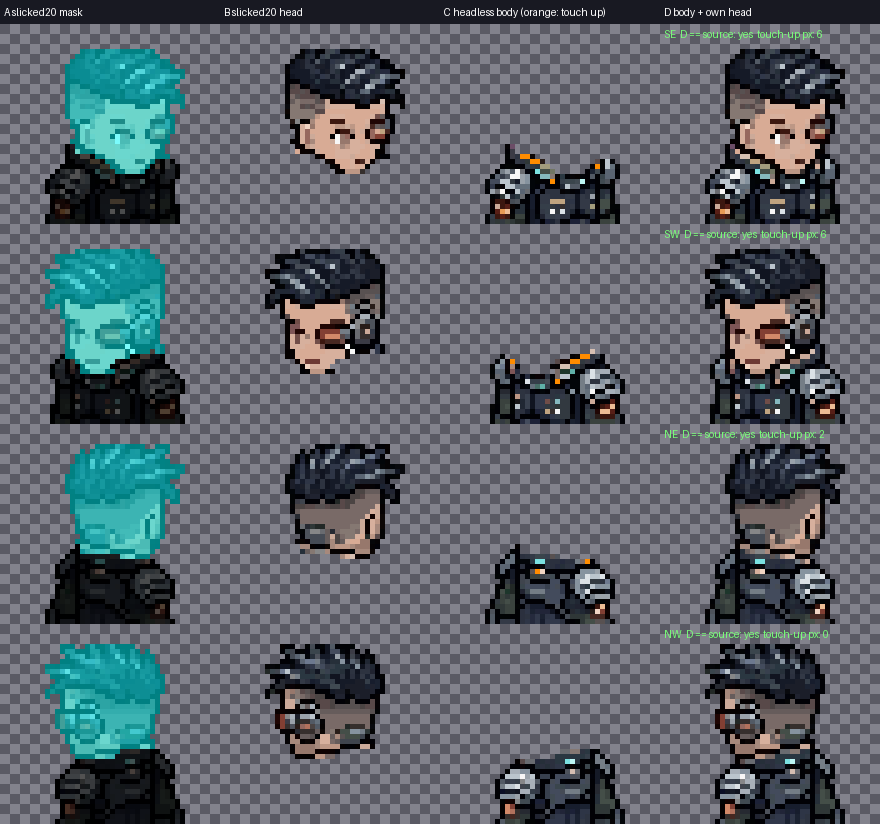 Aslicked20 mask
Bslicked20 head
C headless body (orange: touch up)
D body + own head
SE D == source: yes touch-up px: 6
SW D == source: yes touch-up px: 6
NE D == source: yes touch-up px: 2
NW D == source: yes touch-up px: 0